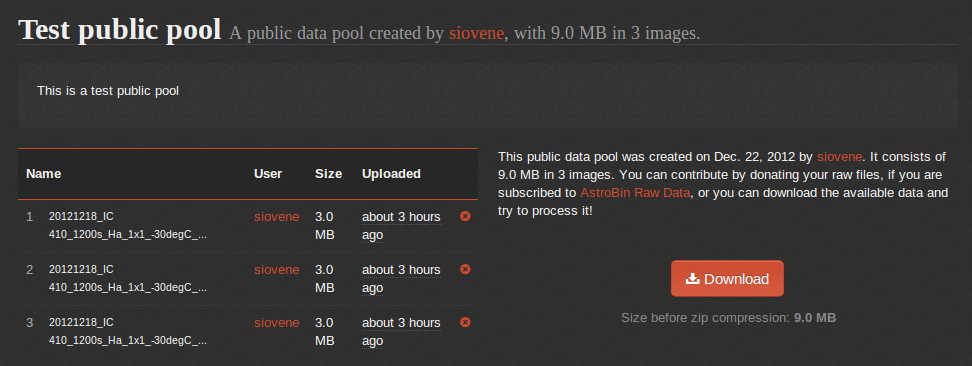 Test public pool A public data pool created by siovene, with 9.0 MB in 3 images.
This is a test public pool
Name User Size Uploaded
1 20121218_IC siovene 3.0 about 3 hours
410_1200s_Ha_1x1_-30degC_... MB ago
2 20121218_IC siovene 3.0 about 3 hours
410_1200s_Ha_1x1_-30degC_... MB ago
3 20121218_IC siovene 3.0 about 3 hours
410_1200s_Ha_1x1_-30degC_... MB ago
This public data pool was created on Dec. 22, 2012 by siovene. It consists of
9.0 MB in 3 images. You can contribute by donating your raw files, if you are
subscribed to AstroBin Raw Data, or you can download the available data and
try to process it!
Download
Size before zip compression: 9.0 MB